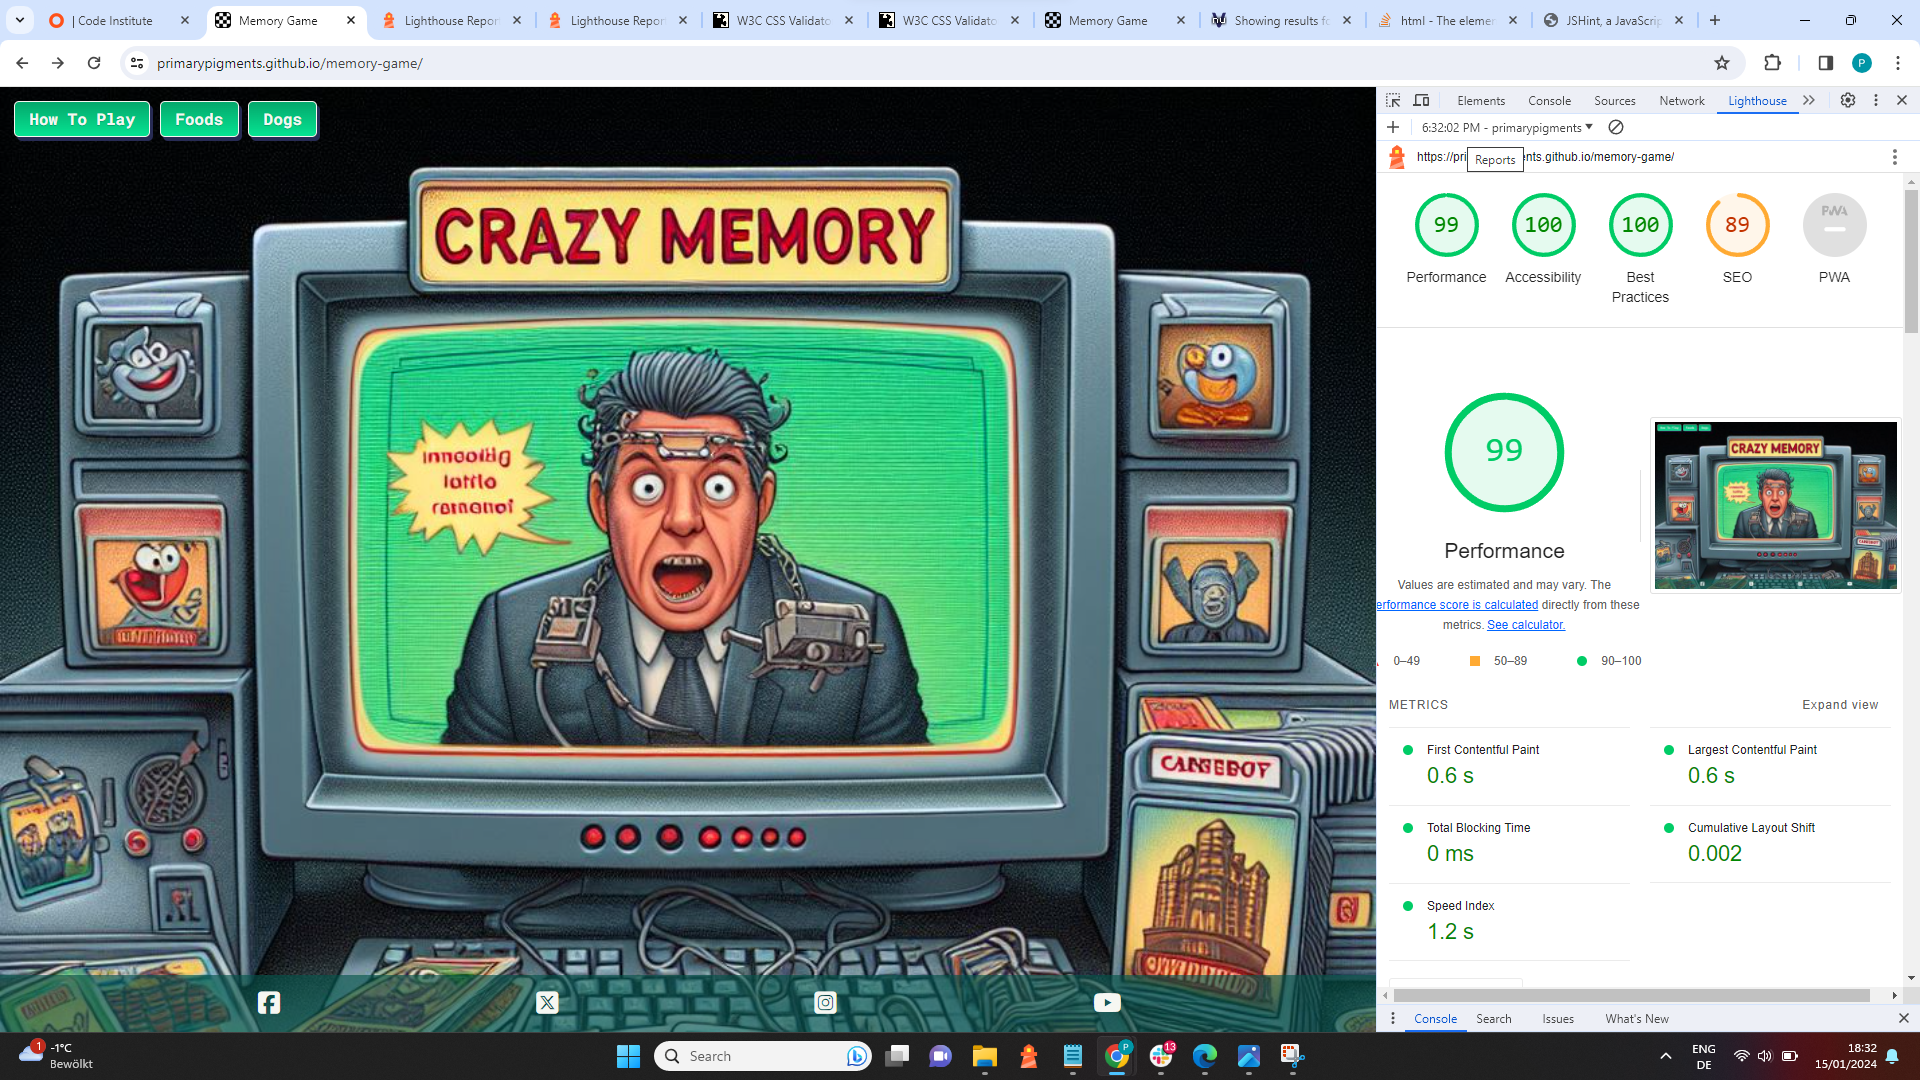 | Code Institute
Memory Game
Lighthouse Repor
Lighthouse Repor
W3C CSS Validato
W3C CSS Validato
Memory Game
Showing results fo
html - The elemen
JSHint, a JavaScrip
primarypigments.github.io/memory-game/
P
How To Play
Foods
Dogs
CRAZY MEMORY
Elements
Console
Sources
Network
Lighthouse
6:32:02 PM - primarypigments
https://pri
nts.github.io/memory-game/
Reports
99
100
100
89
PWA
Performance
Accessibility
Best
Practices
SEO
PWA
99
CRAZY MEMORY
Performance
Values are estimated and may vary. The
erformance score is calculated directly from these
metrics. See calculator.
0–49
50–89
90–100
METRICS
Expand view
First Contentful Paint
0.6 s
Largest Contentful Paint
0.6 s
Total Blocking Time
0 ms
Cumulative Layout Shift
0.002
Speed Index
1.2 s
Console
Search
Issues
What's New
1
-1°C
Bewölkt
Search
P
13
ENG
DE
18:32
15/01/2024